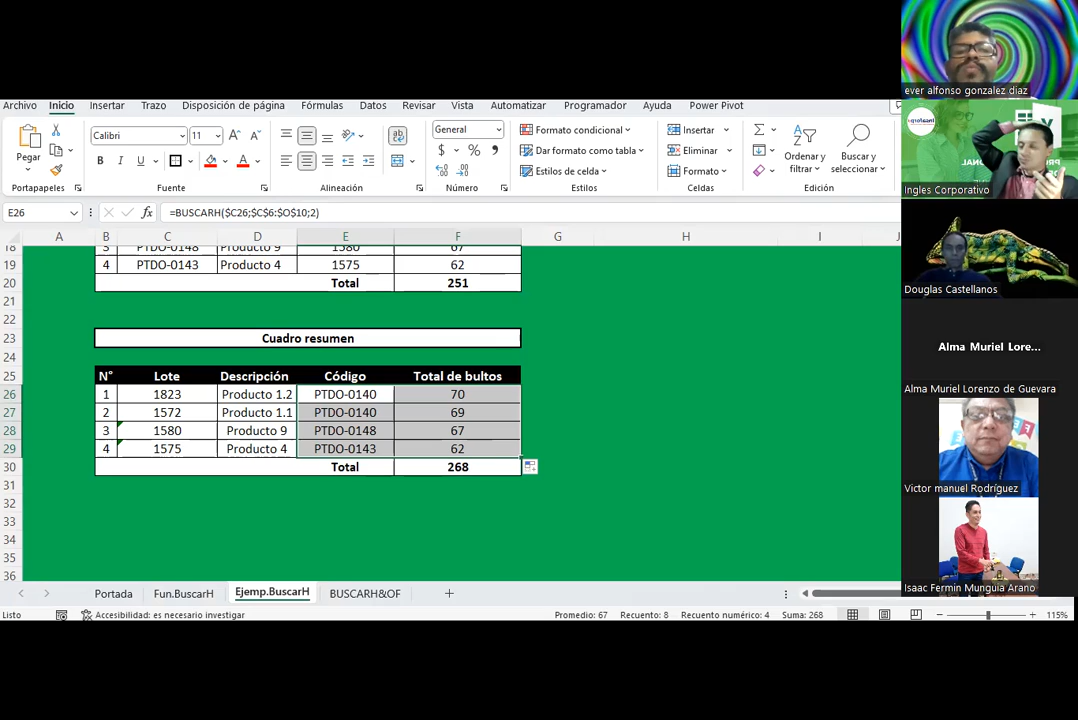 Archivo Inicio Insertar Trazo Disposición de página Fórmulas Datos Revisar Vista Automatizar Programador Ayuda Power Pivot
Pegar
Calibri 11
General
Formato condicional
Dar formato como tabla
Estilos de celda
Insertar
Eliminar
Formato
Ordenar y
filtrar
Buscar y
seleccionar
Portapapeles Fuente Alineación Número Estilos Celdas Edición
E26 fx =BUSCARH($C26;$C$6:$O$10;2)
A B C D E F G H I J
18 3 PTDO-0148 Producto 9 1580 67
19 4 PTDO-0143 Producto 4 1575 62
20 Total 251
21
22
23 Cuadro resumen
24
25 N° Lote Descripción Código Total de bultos
26 1 1823 Producto 1.2 PTDO-0140 70
27 2 1572 Producto 1.1 PTDO-0140 69
28 3 1580 Producto 9 PTDO-0148 67
29 4 1575 Producto 4 PTDO-0143 62
30 Total 268
31
32
33
34
35
36
Portada Fun.BuscarH Ejemp.BuscarH BUSCARH&OF
Listo Accesibilidad: es necesario investigar Promedio: 67 Recuento: 8 Recuento numérico: 4 Suma: 268 115%
ever alfonso gonzalez diaz
Ingles Corporativo
Douglas Castellanos
Alma Muriel Lore...
Alma Muriel Lorenzo de Guevara
Victor manuel Rodríguez
Isaac Fermin Munguia Arano